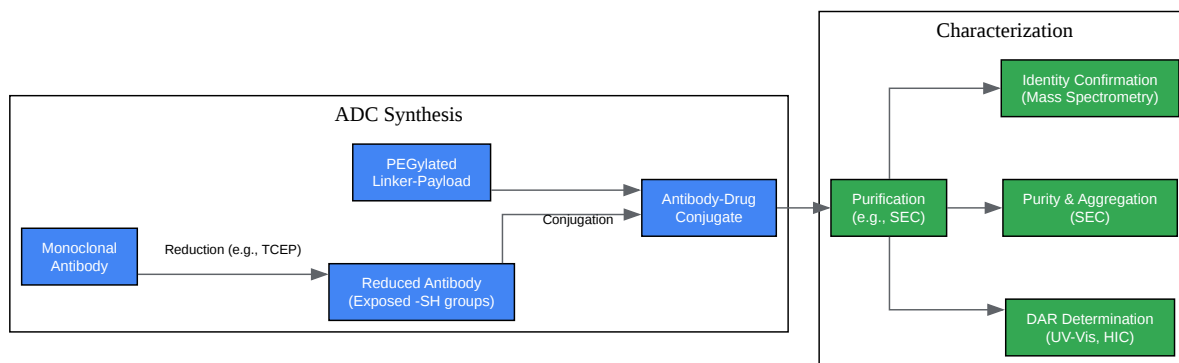 ADC Synthesis
Monoclonal
Antibody
Reduction (e.g., TCEP)
Reduced Antibody
(Exposed -SH groups)
PEGylated
Linker-Payload
Conjugation
Antibody-Drug
Conjugate
Characterization
Purification
(e.g., SEC)
Identity Confirmation
(Mass Spectrometry)
Purity & Aggregation
(SEC)
DAR Determination
(UV-Vis, HIC)